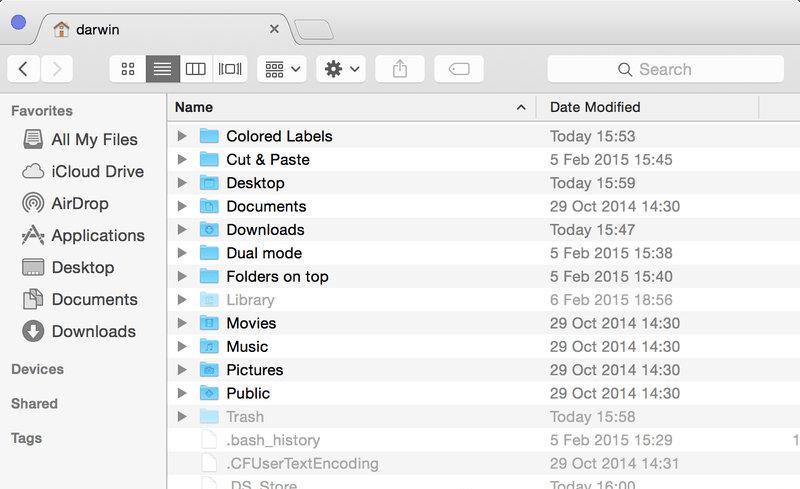 darwin
Search
Favorites
All My Files
iCloud Drive
AirDrop
Applications
Desktop
Documents
Downloads
Devices
Shared
Tags
Name Date Modified
Colored Labels Today 15:53
Cut & Paste 5 Feb 2015 15:45
Desktop Today 15:59
Documents 29 Oct 2014 14:30
Downloads Today 15:47
Dual mode 5 Feb 2015 15:38
Folders on top 5 Feb 2015 15:40
Library 6 Feb 2015 18:56
Movies 29 Oct 2014 14:30
Music 29 Oct 2014 14:30
Pictures 29 Oct 2014 14:30
Public 29 Oct 2014 14:30
Trash Today 15:58
.bash_history 5 Feb 2015 15:29 1
.CFUserTextEncoding 29 Oct 2014 14:31
.DS_Store Today 16:00